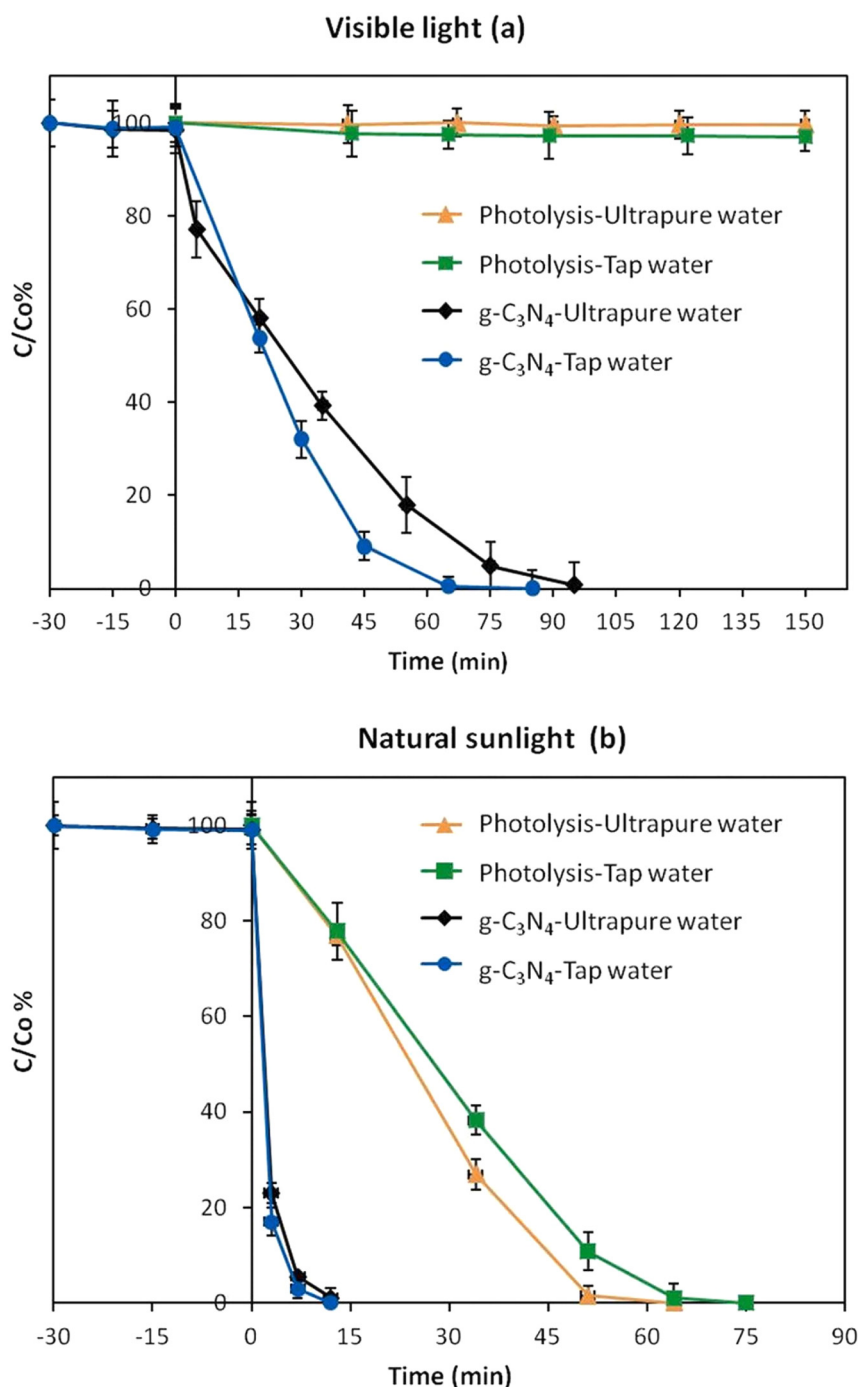 Visible light (a)
100
80
60
40
20
0
C/Co%
Photolysis-Ultrapure water
Photolysis-Tap water
g-C₃N₄-Ultrapure water
g-C₃N₄-Tap water
-30 -15 0 15 30 45 60 75 90 105 120 135 150
Time (min)
Natural sunlight (b)
100
80
60
40
20
0
C/Co %
Photolysis-Ultrapure water
Photolysis-Tap water
g-C₃N₄-Ultrapure water
g-C₃N₄-Tap water
-30 -15 0 15 30 45 60 75 90
Time (min)